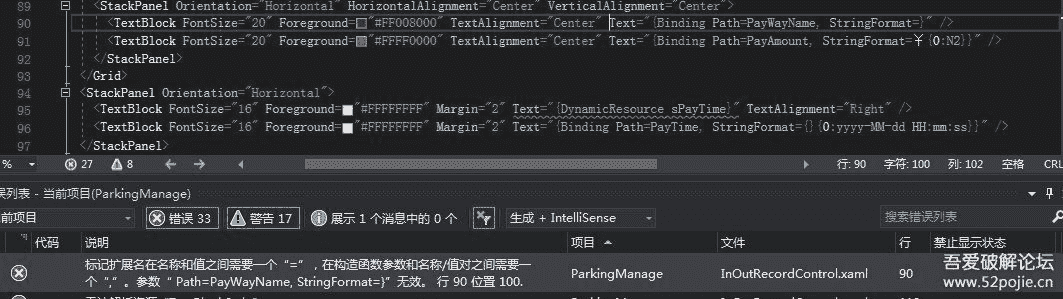 89 <StackPanel Orientation="Horizontal" HorizontalAlignment="Center" VerticalAlignment="Center">
90 <TextBlock FontSize="20" Foreground="#FF008000" TextAlignment="Center" Text="{Binding Path=PayWayName, StringFormat=}" />
91 <TextBlock FontSize="20" Foreground="#FFFF0000" TextAlignment="Center" Text="{Binding Path=PayAmount, StringFormat=￥{0:N2}}" />
92 </StackPanel>
93 </Grid>
94 <StackPanel Orientation="Horizontal">
95 <TextBlock FontSize="16" Foreground="#FFFFFFFF" Margin="2" Text="{DynamicResource sPayTime}" TextAlignment="Right" />
96 <TextBlock FontSize="16" Foreground="#FFFFFFFF" Margin="2" Text="{Binding Path=PayTime, StringFormat={}{0:yyyy-MM-dd HH:mm:ss}}" />
97 </StackPanel>
% 27 8 行: 90 字符: 100 列: 102 空格 CRL
误列表 - 当前项目(ParkingManage)
前项目 错误 33 警告 17 展示 1 个消息中的 0 个 生成 + IntelliSense 搜索错误列表
代码 说明 项目 文件 行 禁止显示状态
标记扩展名在名称和值之间需要一个“=”，在构造函数参数和名称/值对之间需要
一个“,”。参数“ Path=PayWayName, StringFormat=}”无效。 行 90 位置 100. ParkingManage InOutRecordControl.xaml 90
吾爱破解论坛
www.52pojie.cn